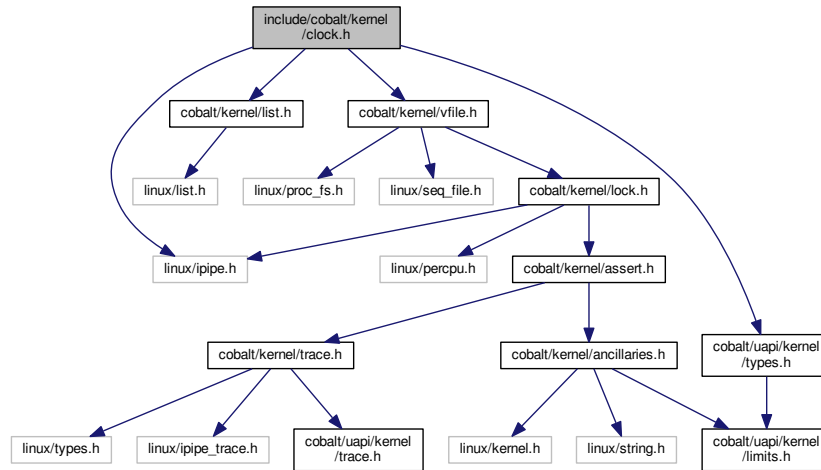 include/cobalt/kernel
/clock.h
cobalt/kernel/list.h
cobalt/kernel/vfile.h
linux/list.h
linux/proc_fs.h
linux/seq_file.h
cobalt/kernel/lock.h
linux/ipipe.h
linux/percpu.h
cobalt/kernel/assert.h
cobalt/kernel/trace.h
cobalt/kernel/ancillaries.h
cobalt/uapi/kernel
/types.h
linux/types.h
linux/ipipe_trace.h
cobalt/uapi/kernel
/trace.h
linux/kernel.h
linux/string.h
cobalt/uapi/kernel
/limits.h